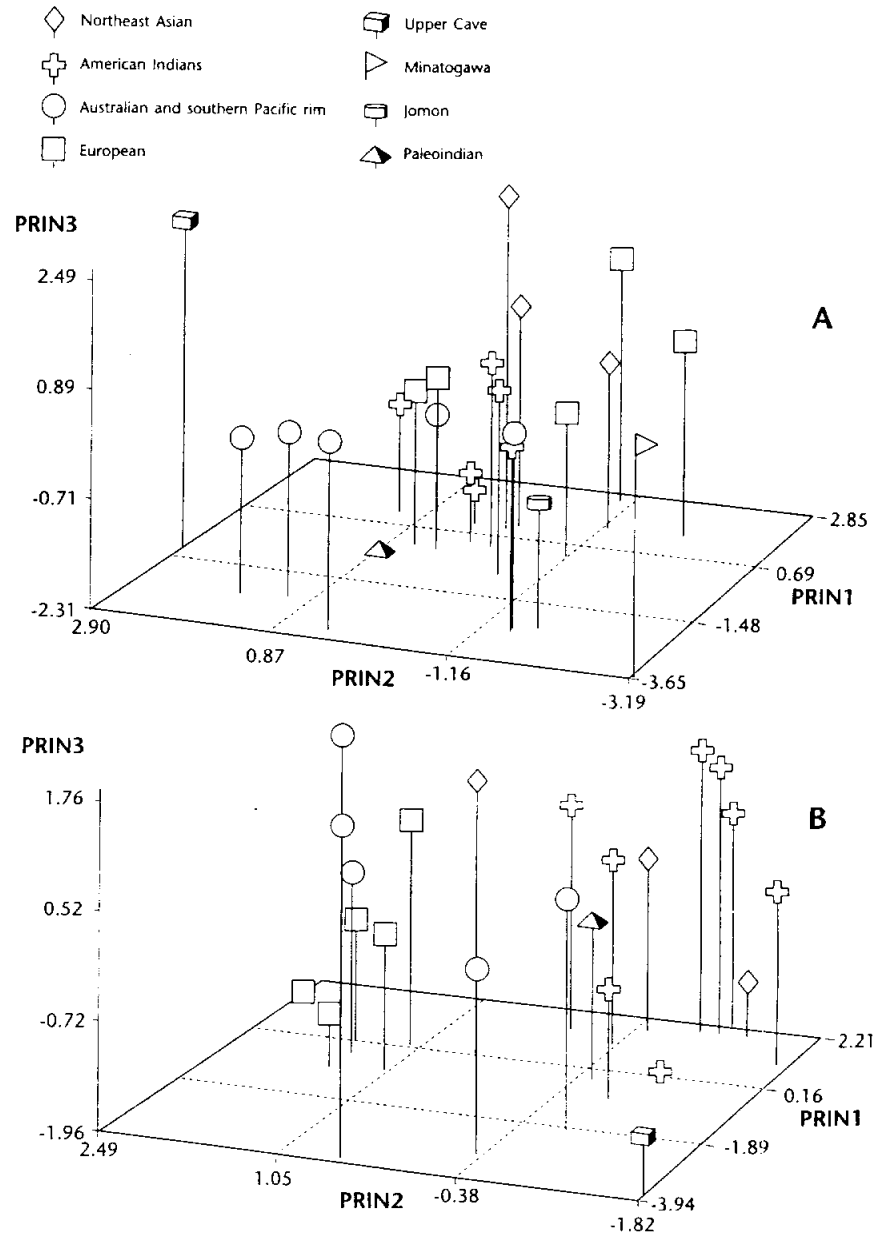 Northeast Asian
American Indians
Australian and southern Pacific rim
European
Upper Cave
Minatogawa
Jomon
Paleoindian
PRIN3
2.49
0.89
-0.71
-2.31
2.90
0.87
-1.16
-3.19
PRIN2
2.85
0.69
-1.48
-3.65
PRIN1
A
PRIN3
1.76
0.52
-0.72
-1.96
2.49
1.05
-0.38
-1.82
PRIN2
2.21
0.16
-1.89
-3.94
PRIN1
B